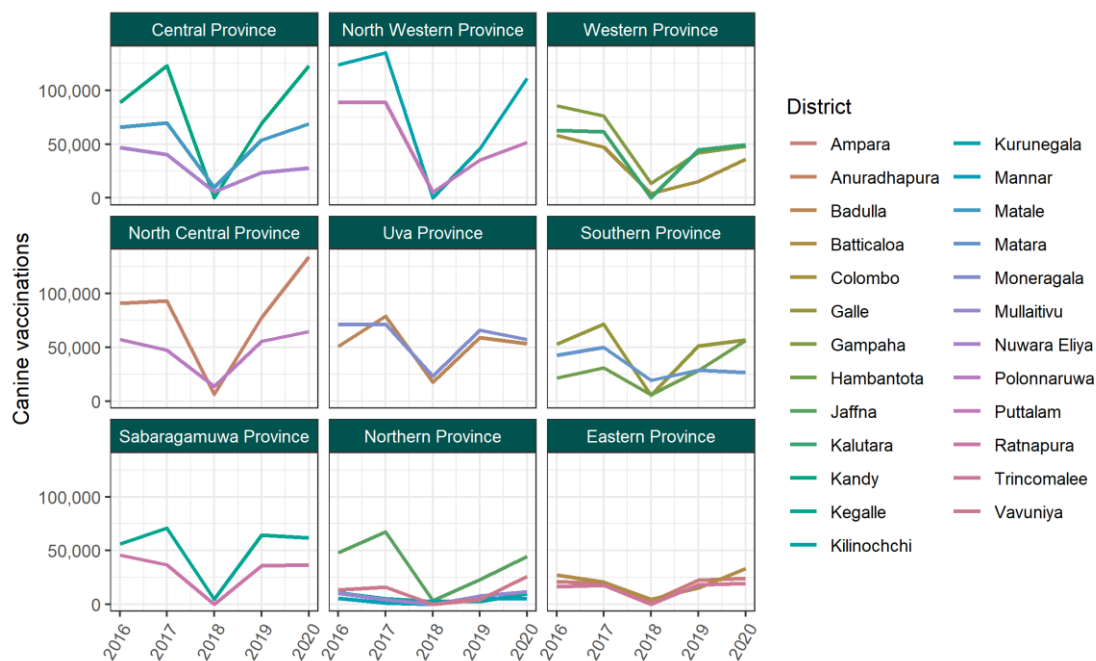 Central Province
North Western Province
Western Province
100,000
50,000
0
North Central Province
Uva Province
Southern Province
100,000
50,000
0
Sabaragamuwa Province
Northern Province
Eastern Province
100,000
50,000
0
2016 2017 2018 2019 2020
2016 2017 2018 2019 2020
2016 2017 2018 2019 2020
Canine vaccinations
District
Ampara
Anuradhapura
Badulla
Batticaloa
Colombo
Galle
Gampaha
Hambantota
Jaffna
Kalutara
Kandy
Kegalle
Kilinochchi
Kurunegala
Mannar
Matale
Matara
Moneragala
Mullaitivu
Nuwara Eliya
Polonnaruwa
Puttalam
Ratnapura
Trincomalee
Vavuniya